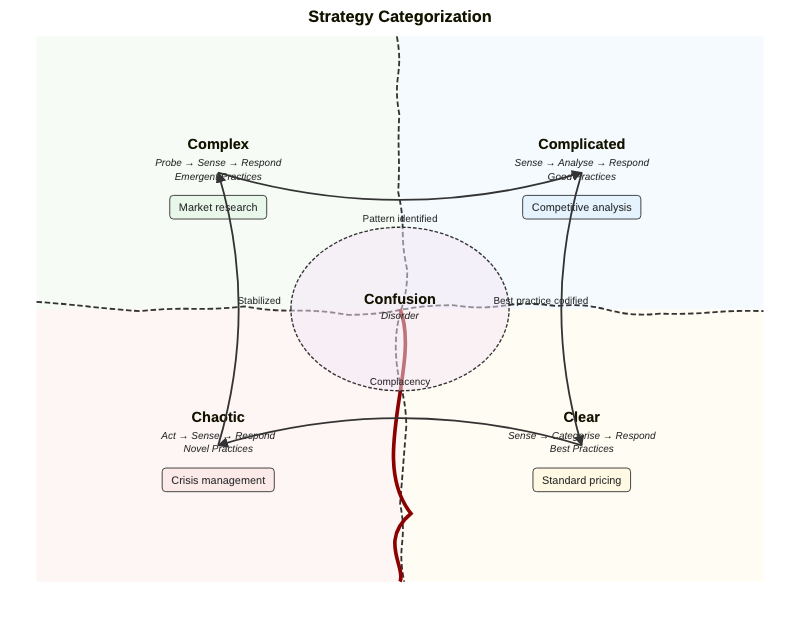 Strategy Categorization
Complex
Probe → Sense → Respond
Emergent Practices
Market research
Complicated
Sense → Analyse → Respond
Good Practices
Competitive analysis
Pattern identified
Stabilized
Confusion
Disorder
Best practice codified
Complacency
Chaotic
Act → Sense → Respond
Novel Practices
Crisis management
Clear
Sense → Categorise → Respond
Best Practices
Standard pricing